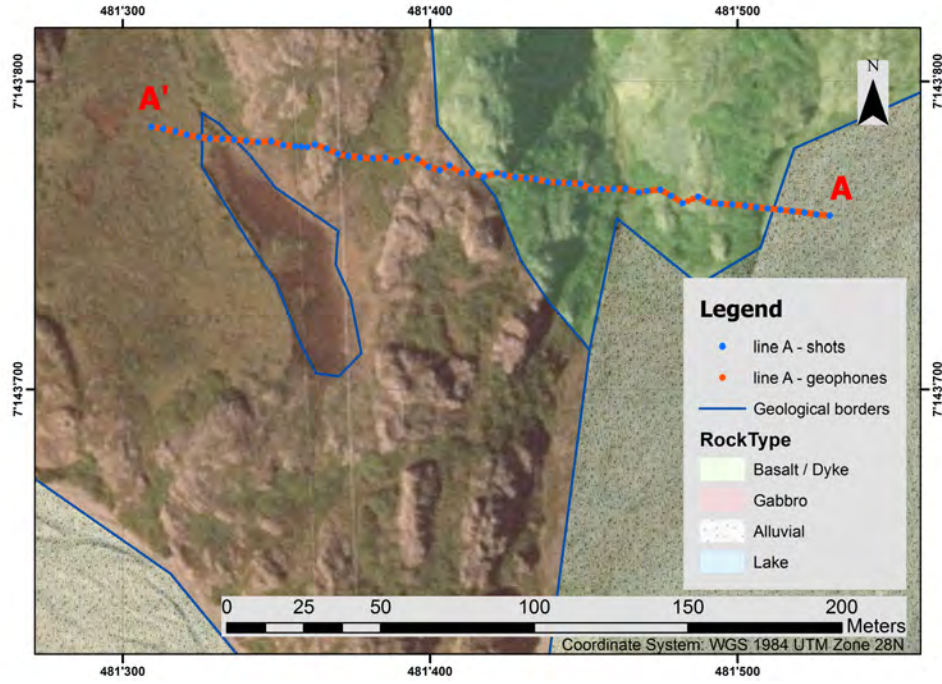 481'300 481'400 481'500
7'143'800 7'143'800
N
A'
A
7'143'700 7'143'700
Legend
line A - shots
line A - geophones
Geological borders
RockType
Basalt / Dyke
Gabbro
Alluvial
Lake
0 25 50 100 150 200
Meters
Coordinate System: WGS 1984 UTM Zone 28N
481'300 481'400 481'500